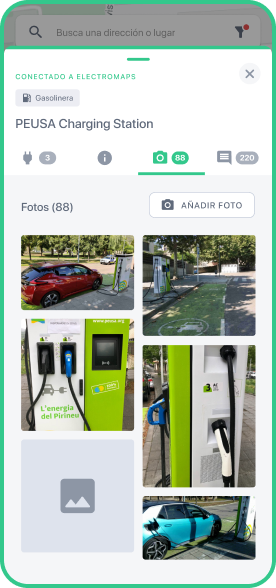 Busca una dirección o lugar
CONECTADO A ELECTROMAPS
Gasolinera
PEUSA Charging Station
3
88
220
Fotos (88)
AÑADIR FOTO
www.peusa.org
L'energia
del Pirineu